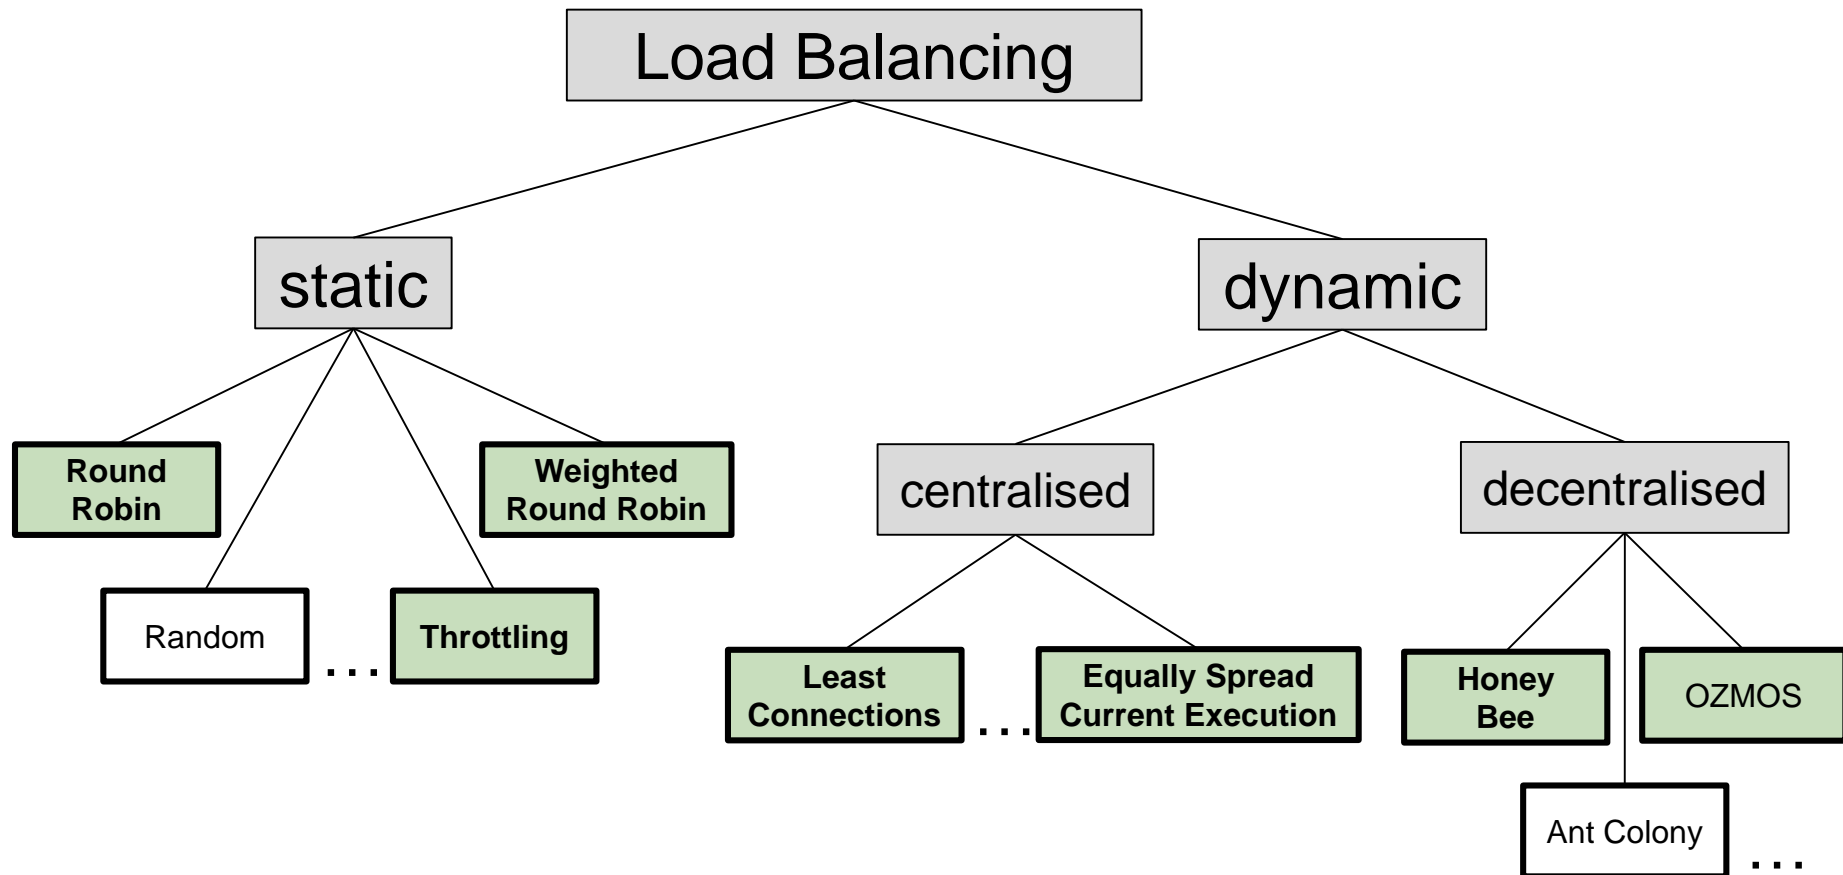 Load Balancing
static
dynamic
Round
Robin
Weighted
Round Robin
centralised
decentralised
Random
...
Throttling
Least
Connections
...
Equally Spread
Current Execution
Honey
Bee
OZMOS
Ant Colony
...